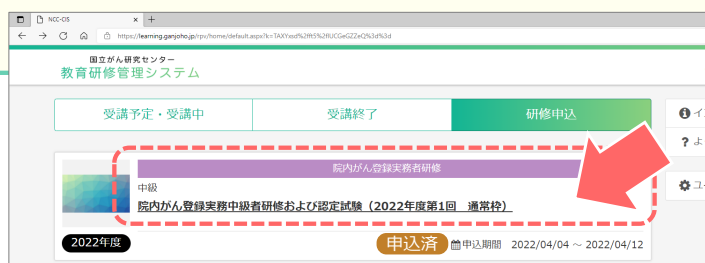 NCC-CIS
https://learning.ganjoho.jp/rpv/home/default.aspx?
国立がん研究センター
教育研修管理システム
受講予定・受講中
受講終了
研修申込
院内がん登録実務者研修
中級
院内がん登録実務中級者研修および認定試験（2022年度第1回　通常枠）
2022年度
申込済
申込期間 2022/04/04 ～ 2022/04/12
イ
? よ
ユ